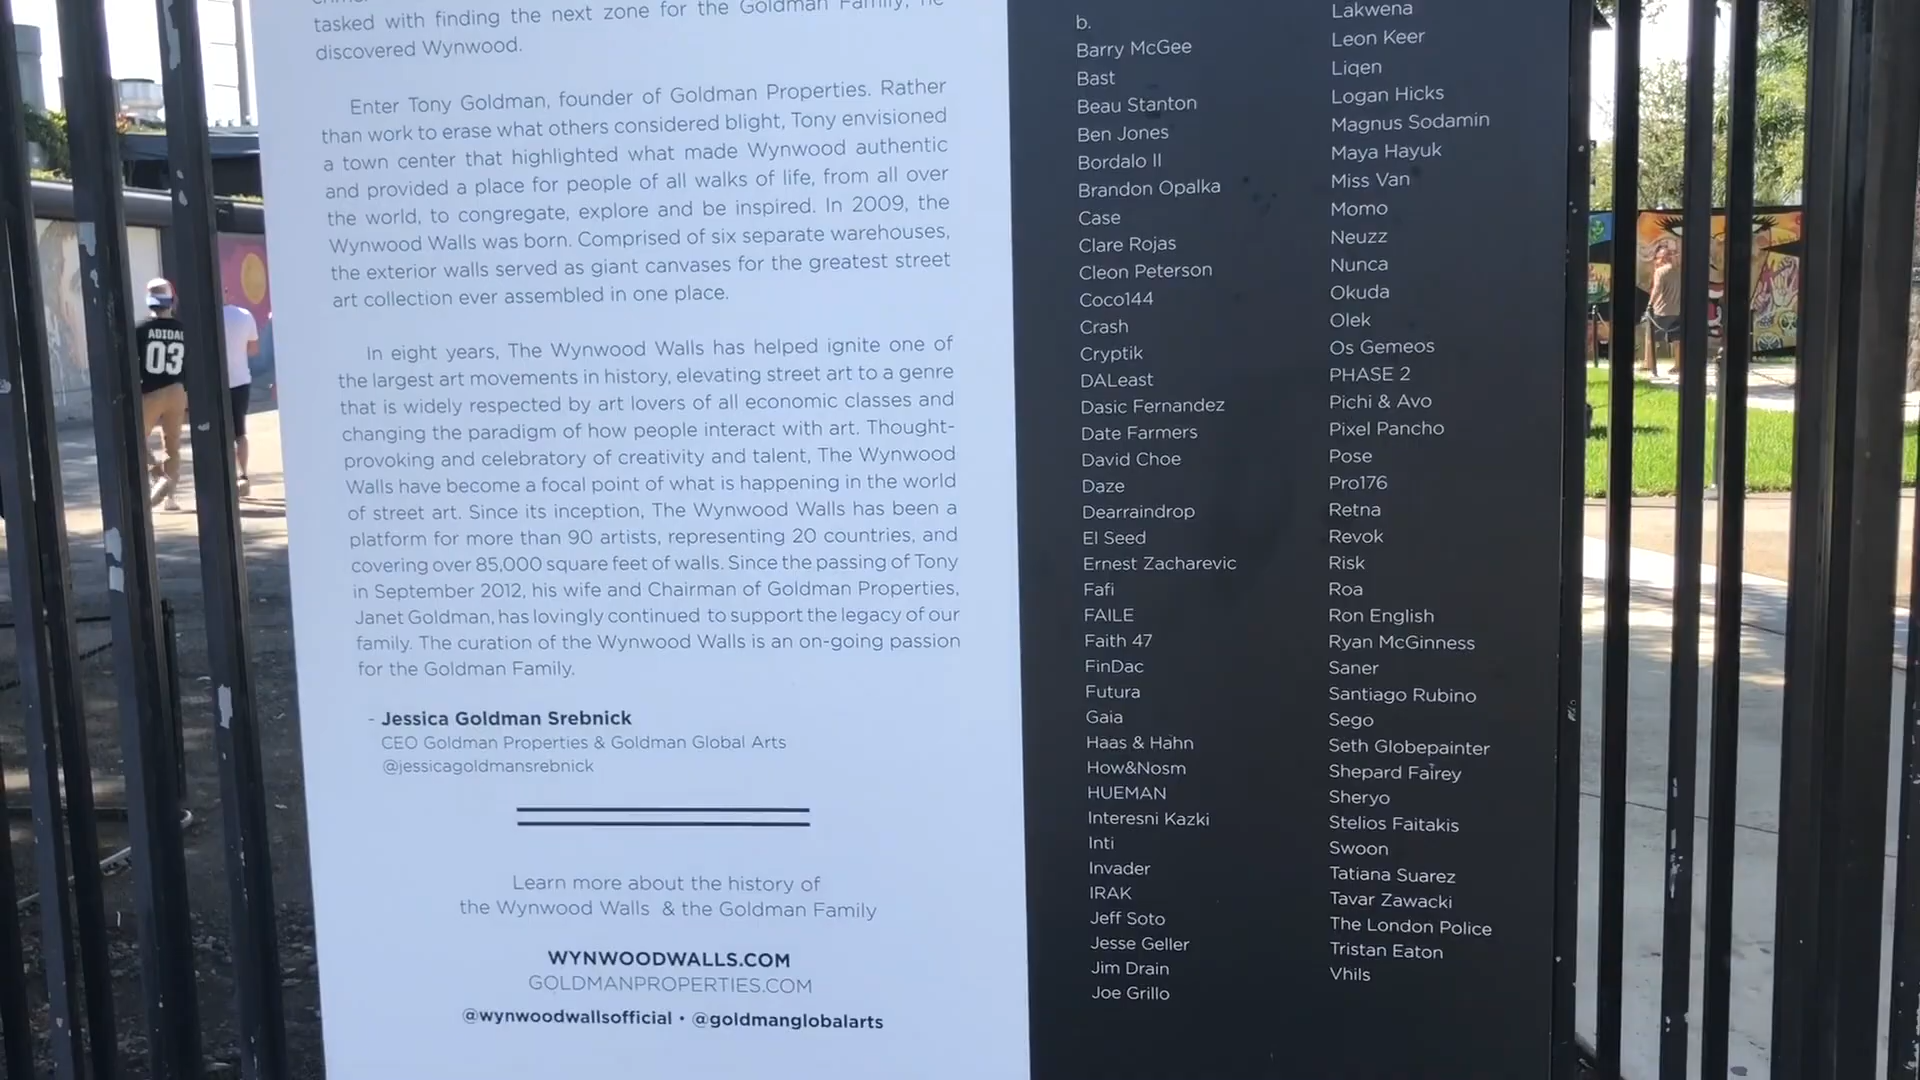 tasked with finding the next zone for the Goldman Family, he
discovered Wynwood.
Enter Tony Goldman, founder of Goldman Properties. Rather
than work to erase what others considered blight, Tony envisioned
a town center that highlighted what made Wynwood authentic
and provided a place for people of all walks of life, from all over
the world, to congregate, explore and be inspired. In 2009, the
Wynwood Walls was born. Comprised of six separate warehouses,
the exterior walls served as giant canvases for the greatest street
art collection ever assembled in one place.
In eight years, The Wynwood Walls has helped ignite one of
the largest art movements in history, elevating street art to a genre
that is widely respected by art lovers of all economic classes and
changing the paradigm of how people interact with art. Thought-
provoking and celebratory of creativity and talent, The Wynwood
Walls have become a focal point of what is happening in the world
of street art. Since its inception, The Wynwood Walls has been a
platform for more than 90 artists, representing 20 countries, and
covering over 85,000 square feet of walls. Since the passing of Tony
in September 2012, his wife and Chairman of Goldman Properties,
Janet Goldman, has lovingly continued to support the legacy of our
family. The curation of the Wynwood Walls is an on-going passion
for the Goldman Family.
- Jessica Goldman Srebnick
CEO Goldman Properties & Goldman Global Arts
@jessicagoldmansrebnick
Learn more about the history of
the Wynwood Walls & the Goldman Family
WYNWOODWALLS.COM
GOLDMANPROPERTIES.COM
@wynwoodwallsofficial • @goldmanglobalarts
b.
Barry McGee
Bast
Beau Stanton
Ben Jones
Bordalo II
Brandon Opalka
Case
Clare Rojas
Cleon Peterson
Coco144
Crash
Cryptik
DALeast
Dasic Fernandez
Date Farmers
David Choe
Daze
Dearraindrop
El Seed
Ernest Zacharevic
Fafi
FAILE
Faith 47
FinDac
Futura
Gaia
Haas & Hahn
How&Nosm
HUEMAN
Interesni Kazki
Inti
Invader
IRAK
Jeff Soto
Jesse Geller
Jim Drain
Joe Grillo
Lakwena
Leon Keer
Liqen
Logan Hicks
Magnus Sodamin
Maya Hayuk
Miss Van
Momo
Neuzz
Nunca
Okuda
Olek
Os Gemeos
PHASE 2
Pichi & Avo
Pixel Pancho
Pose
Pro176
Retna
Revok
Risk
Roa
Ron English
Ryan McGinness
Saner
Santiago Rubino
Sego
Seth Globepainter
Shepard Fairey
Sheryo
Stelios Faitakis
Swoon
Tatiana Suarez
Tavar Zawacki
The London Police
Tristan Eaton
Vhils
ADIDAS
03